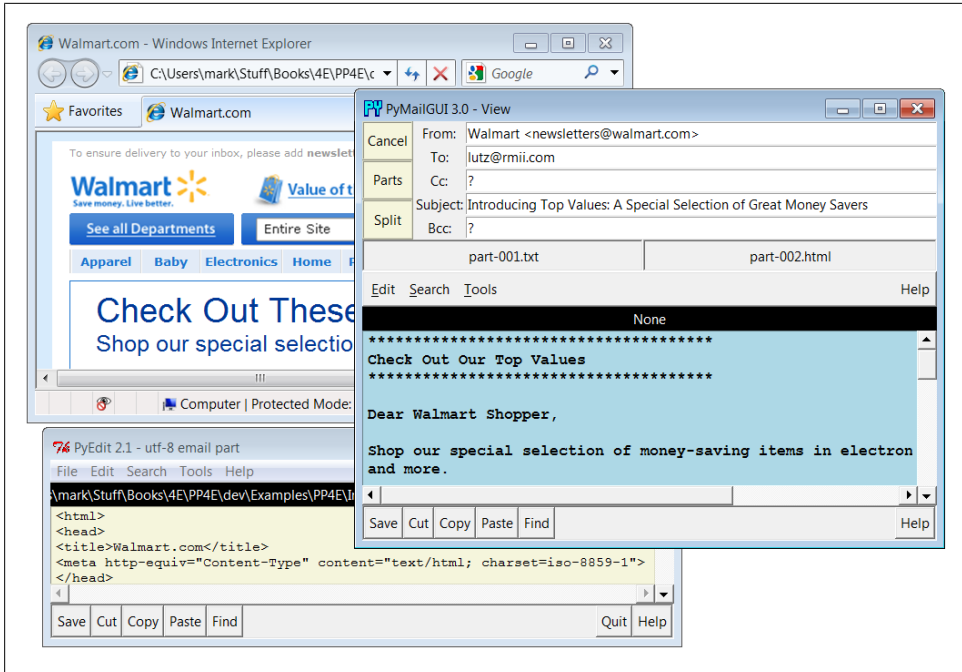 Walmart.com - Windows Internet Explorer
C:\Users\mark\Stuff\Books\4E\PP4E\c
Google
Favorites
Walmart.com
To ensure delivery to your inbox, please add newslet
Walmart
Save money. Live better.
Value of t
See all Departments
Entire Site
Apparel Baby Electronics Home
Check Out These
Shop our special selectio
Computer | Protected Mode:
PY PyMailGUI 3.0 - View
Cancel
From: Walmart <newsletters@walmart.com>
To: lutz@rmii.com
Parts
Cc: ?
Subject: Introducing Top Values: A Special Selection of Great Money Savers
Split
Bcc: ?
part-001.txt part-002.html
Edit Search Tools Help
None
**************************************
Check Out Our Top Values
**************************************
Dear Walmart Shopper,
Shop our special selection of money-saving items in electron
and more.
Save Cut Copy Paste Find Help
PyEdit 2.1 - utf-8 email part
File Edit Search Tools Help
\mark\Stuff\Books\4E\PP4E\dev\Examples\PP4E\I
<html>
<head>
<title>Walmart.com</title>
<meta http-equiv="Content-Type" content="text/html; charset=iso-8859-1">
</head>
Save Cut Copy Paste Find Quit Help